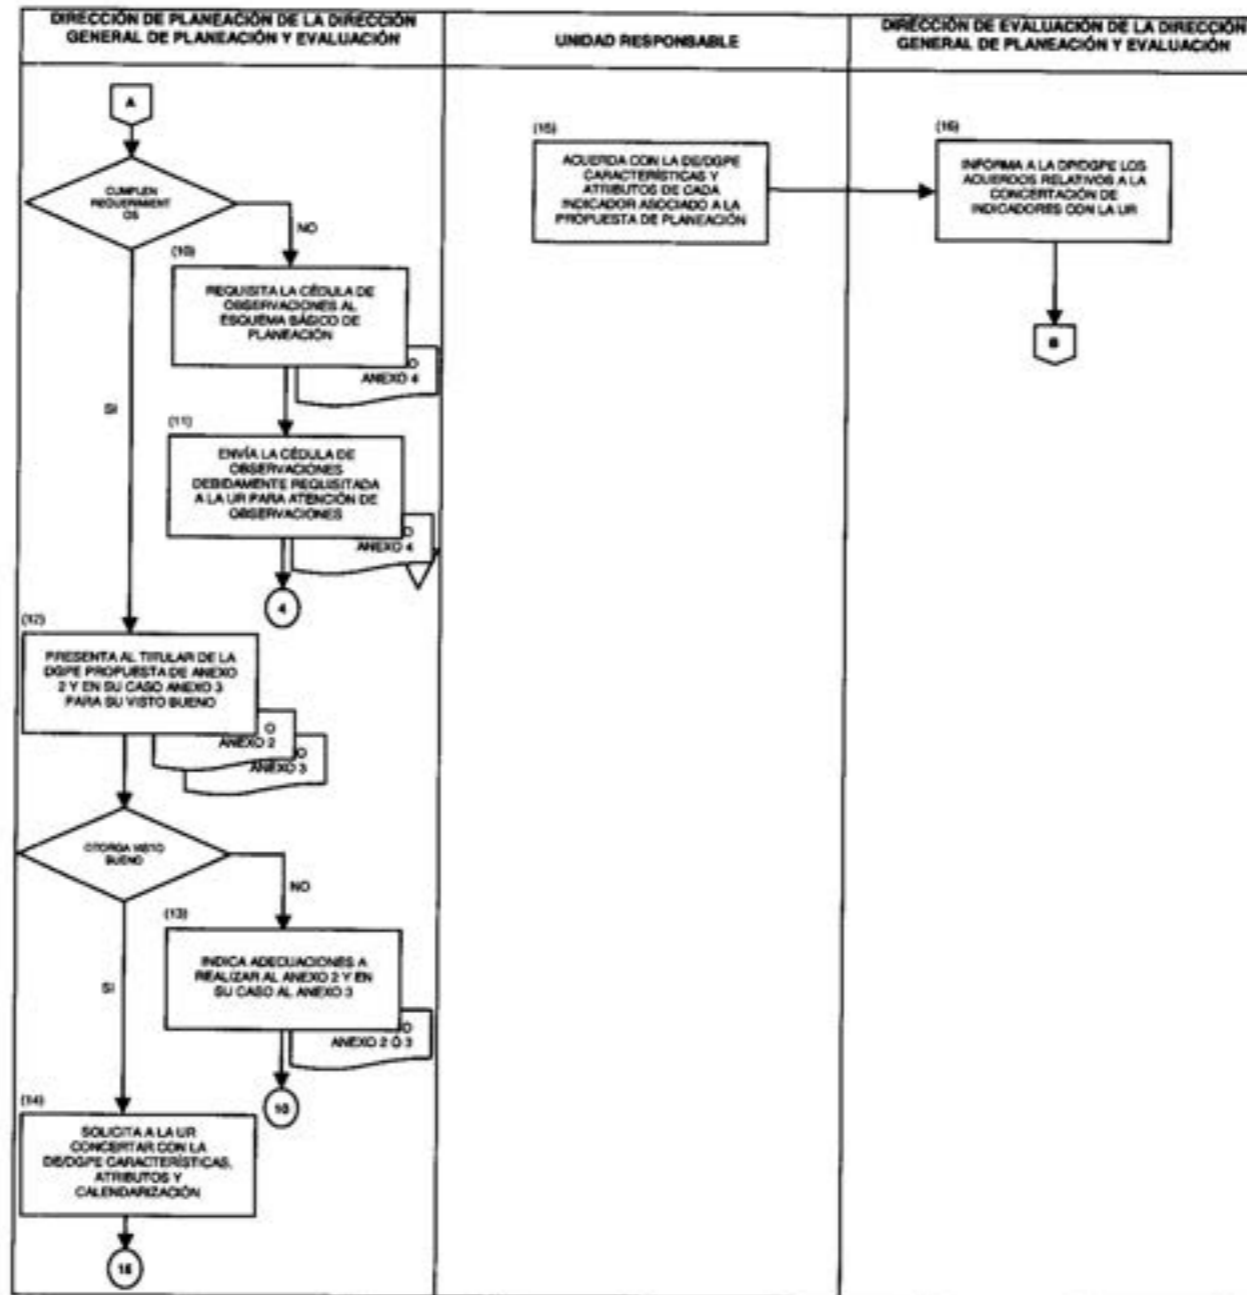 DIRECCIÓN DE PLANEACIÓN DE LA DIRECCIÓN
GENERAL DE PLANEACIÓN Y EVALUACIÓN
UNIDAD RESPONSABLE
DIRECCIÓN DE EVALUACIÓN DE LA DIRECCIÓN
GENERAL DE PLANEACIÓN Y EVALUACIÓN
A
CUMPLEN
REQUERIMENT
OS
NO
SI
(10)
REQUISITA LA CÉDULA DE
OBSERVACIONES AL
ESQUEMA BÁSICO DE
PLANEACIÓN
O
ANEXO 4
(11)
ENVÍA LA CÉDULA DE
OBSERVACIONES
DEBIDAMENTE REQUISITADA
A LA UR PARA ATENCIÓN DE
OBSERVACIONES
O
ANEXO 4
4
(12)
PRESENTA AL TITULAR DE LA
DGPE PROPUESTA DE ANEXO
2 Y EN SU CASO ANEXO 3
PARA SU VISTO BUENO
O
ANEXO 2
O
ANEXO 3
OTORGA VISTO
BUENO
NO
SI
(13)
INDICA ADECUACIONES A
REALIZAR AL ANEXO 2 Y EN
SU CASO AL ANEXO 3
O
ANEXO 2 O 3
10
(14)
SOLICITA A LA UR
CONCERTAR CON LA
DE/DGPE CARACTERÍSTICAS,
ATRIBUTOS Y
CALENDARIZACIÓN
15
(15)
ACUERDA CON LA DE/DGPE
CARACTERÍSTICAS Y
ATRIBUTOS DE CADA
INDICADOR ASOCIADO A LA
PROPUESTA DE PLANEACIÓN
(16)
INFORMA A LA DP/DGPE LOS
ACUERDOS RELATIVOS A LA
CONCERTACIÓN DE
INDICADORES CON LA UR
B